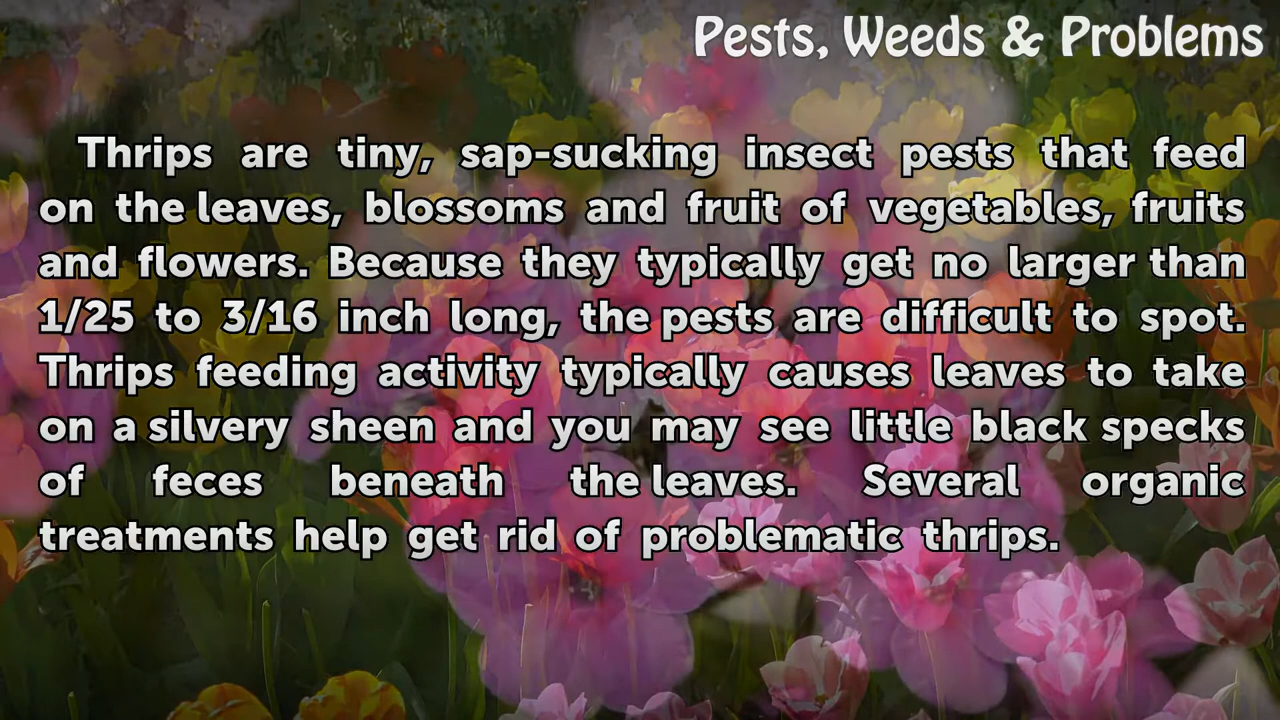 Pests, Weeds & Problems
Thrips are tiny, sap-sucking insect pests that feed
on the leaves, blossoms and fruit of vegetables, fruits
and flowers. Because they typically get no larger than
1/25 to 3/16 inch long, the pests are difficult to spot.
Thrips feeding activity typically causes leaves to take
on a silvery sheen and you may see little black specks
of feces beneath the leaves. Several organic
treatments help get rid of problematic thrips.